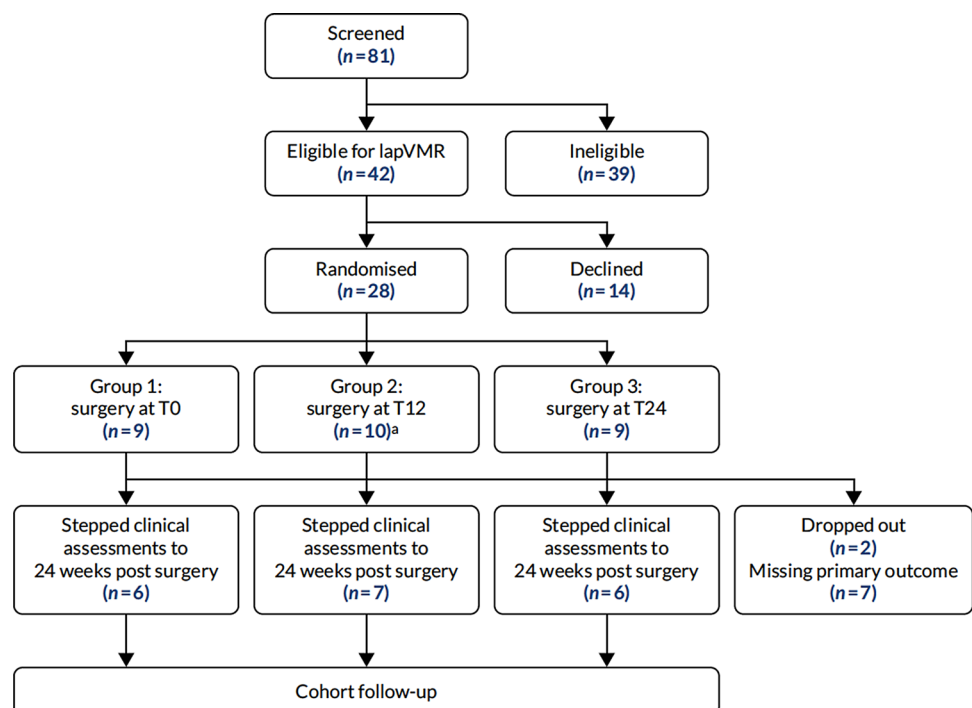 Screened
(n=81)
Eligible for lapVMR
(n=42)
Ineligible
(n=39)
Randomised
(n=28)
Declined
(n=14)
Group 1:
surgery at T0
(n=9)
Group 2:
surgery at T12
(n=10)ᵃ
Group 3:
surgery at T24
(n=9)
Stepped clinical
assessments to
24 weeks post surgery
(n=6)
Stepped clinical
assessments to
24 weeks post surgery
(n=7)
Stepped clinical
assessments to
24 weeks post surgery
(n=6)
Dropped out
(n=2)
Missing primary outcome
(n=7)
Cohort follow-up